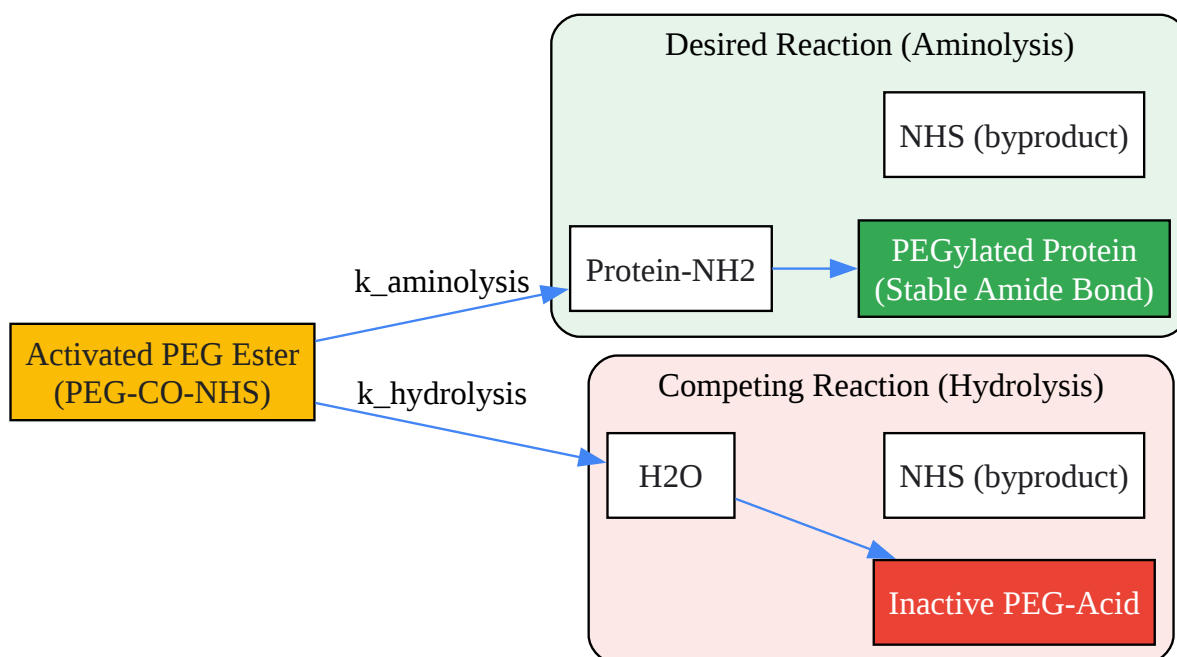 Desired Reaction (Aminolysis)
NHS (byproduct)
PEGylated Protein
(Stable Amide Bond)
Protein-NH2
k_aminolysis
Activated PEG Ester
(PEG-CO-NHS)
k_hydrolysis
Competing Reaction (Hydrolysis)
H2O
NHS (byproduct)
Inactive PEG-Acid